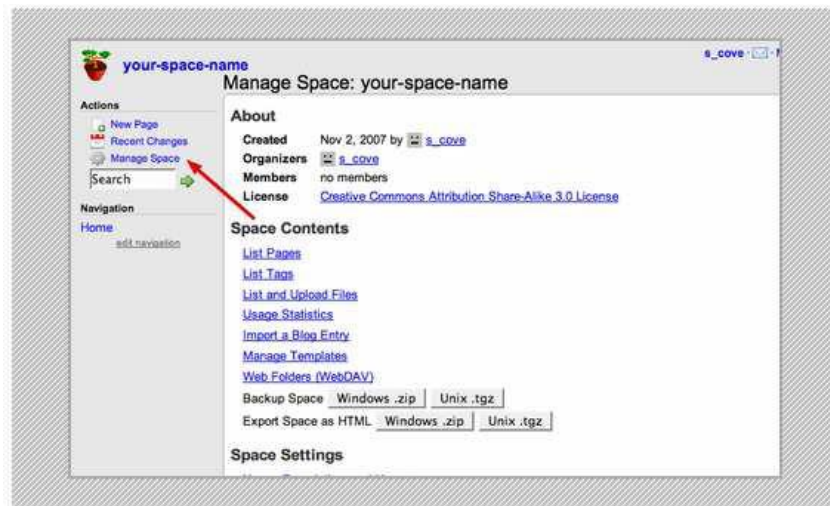 your-space-name
s_cove
Manage Space: your-space-name
Actions
New Page
Recent Changes
Manage Space
Search
Navigation
Home
edit navigation
About
Created Nov 2, 2007 by s_cove
Organizers s_cove
Members no members
License Creative Commons Attribution Share-Alike 3.0 License
Space Contents
List Pages
List Tags
List and Upload Files
Usage Statistics
Import a Blog Entry
Manage Templates
Web Folders (WebDAV)
Backup Space Windows .zip Unix .tgz
Export Space as HTML Windows .zip Unix .tgz
Space Settings